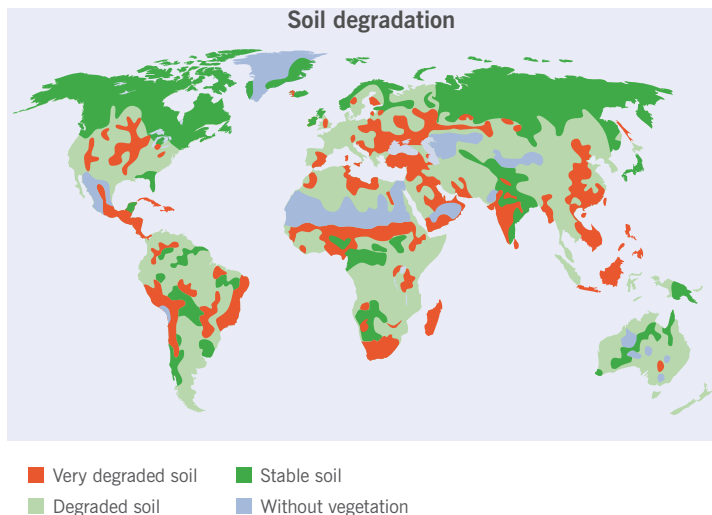 Soil degradation
Very degraded soil
Stable soil
Degraded soil
Without vegetation